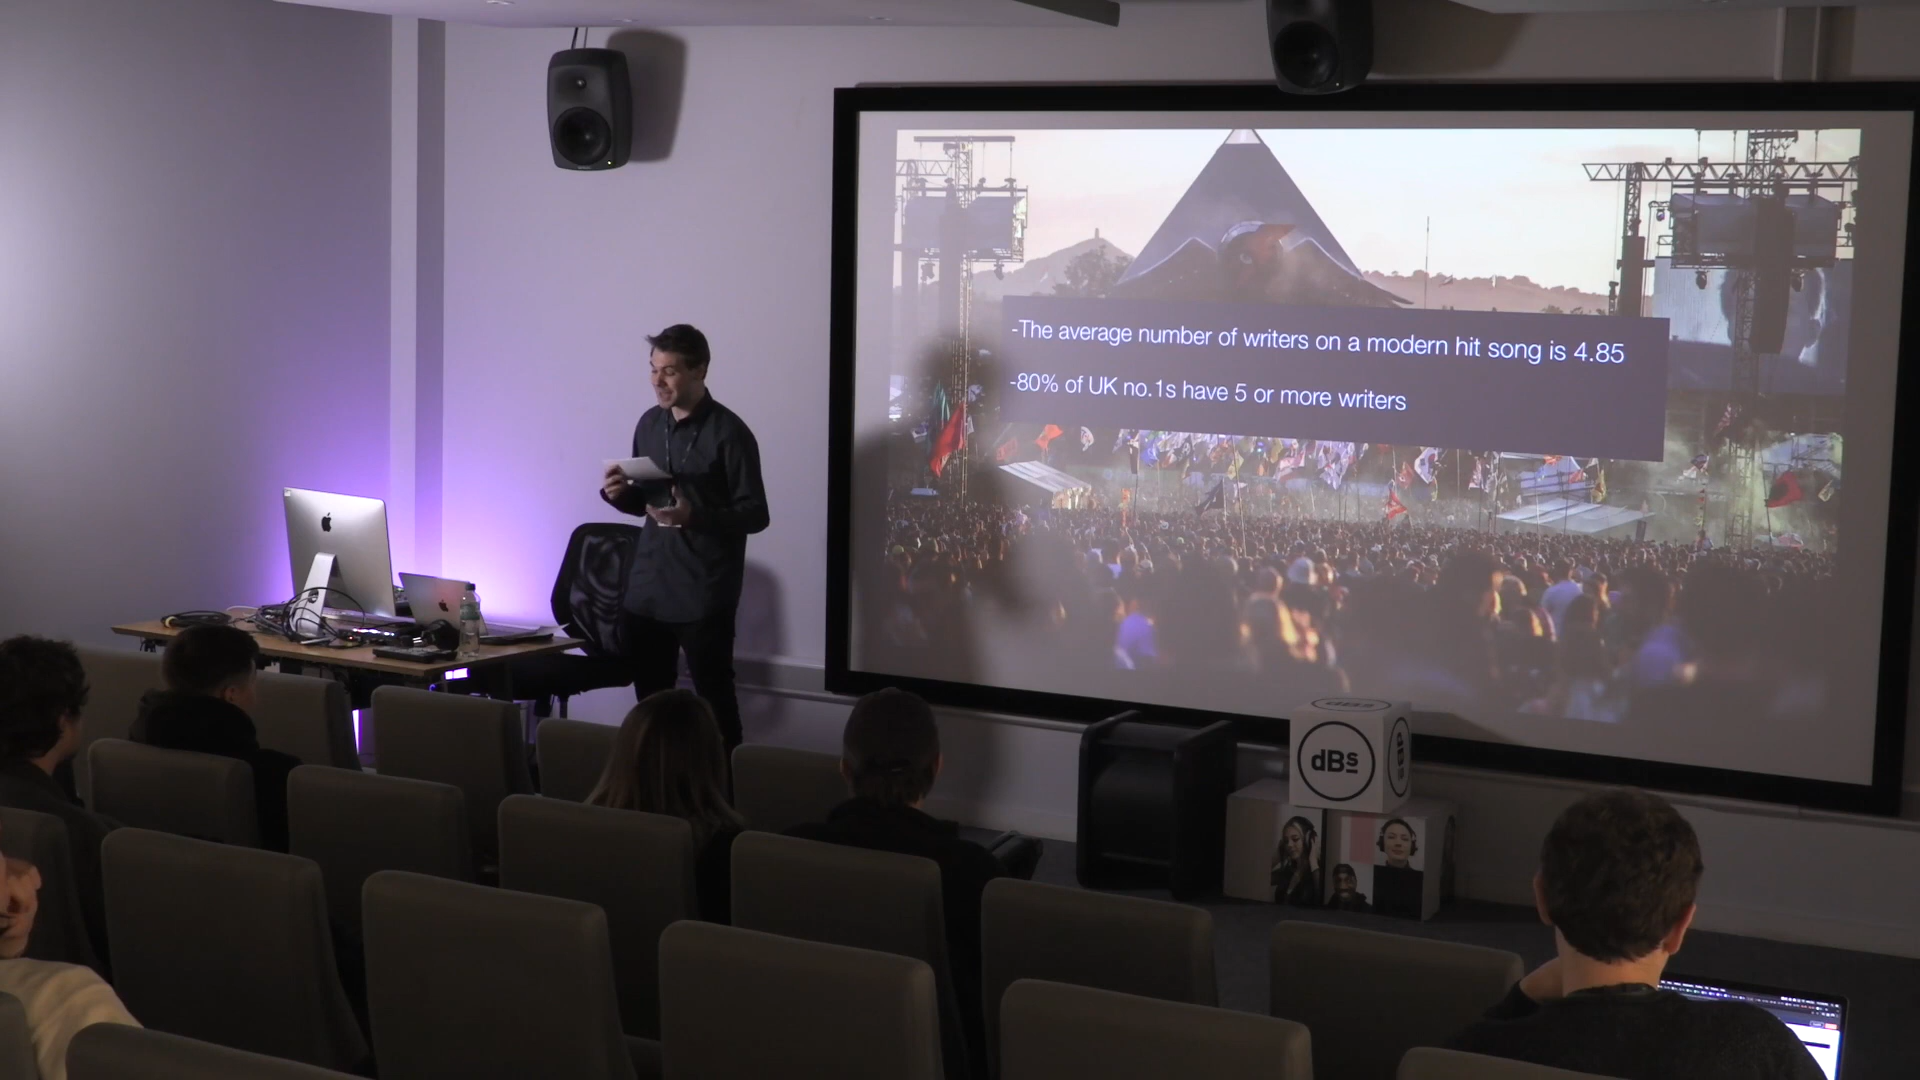 -The average number of writers on a modern hit song is 4.85
-80% of UK no.1s have 5 or more writers
dBs
dBs
dBs